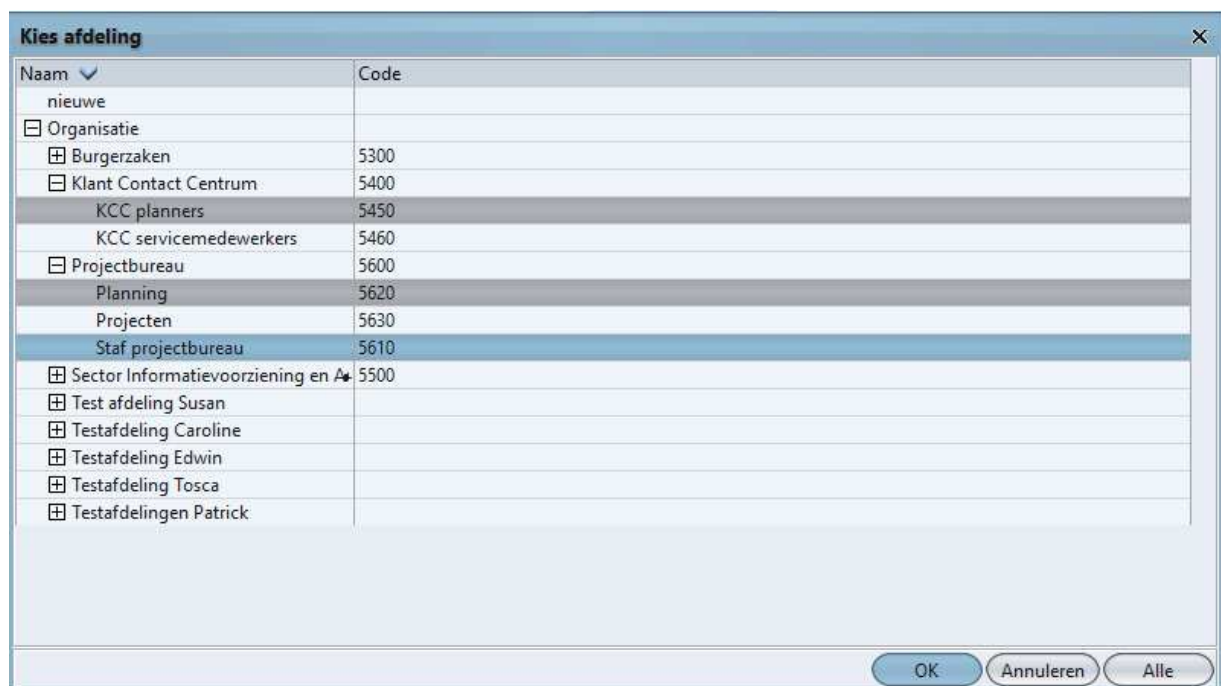 Kies afdeling
Naam Code
nieuwe
Organisatie
Burgerzaken 5300
Klant Contact Centrum 5400
KCC planners 5450
KCC servicemedewerkers 5460
Projectbureau 5600
Planning 5620
Projecten 5630
Staf projectbureau 5610
Sector Informatievoorziening en A 5500
Test afdeling Susan
Testafdeling Caroline
Testafdeling Edwin
Testafdeling Tosca
Testafdelingen Patrick
OK Annuleren Alle